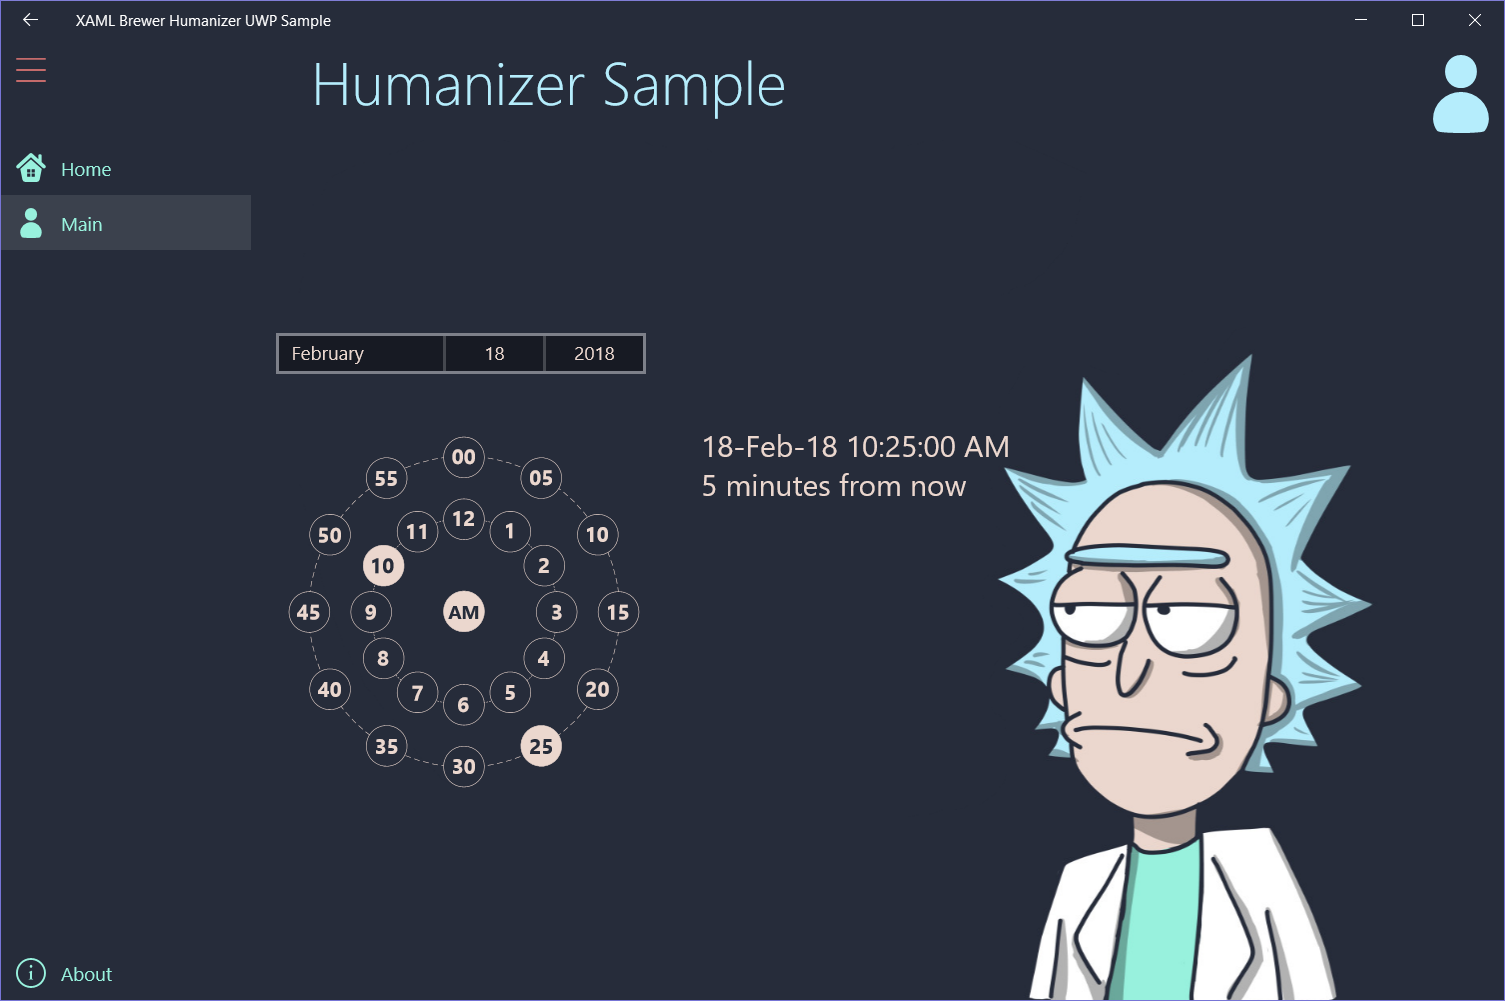 XAML Brewer Humanizer UWP Sample
Humanizer Sample
Home
Main
February 18 2018
18-Feb-18 10:25:00 AM
5 minutes from now
00
55 05
12
11 1
50 10
10 2
45 9 AM 3 15
8 4
40 7 5 20
6
35 25
30
About